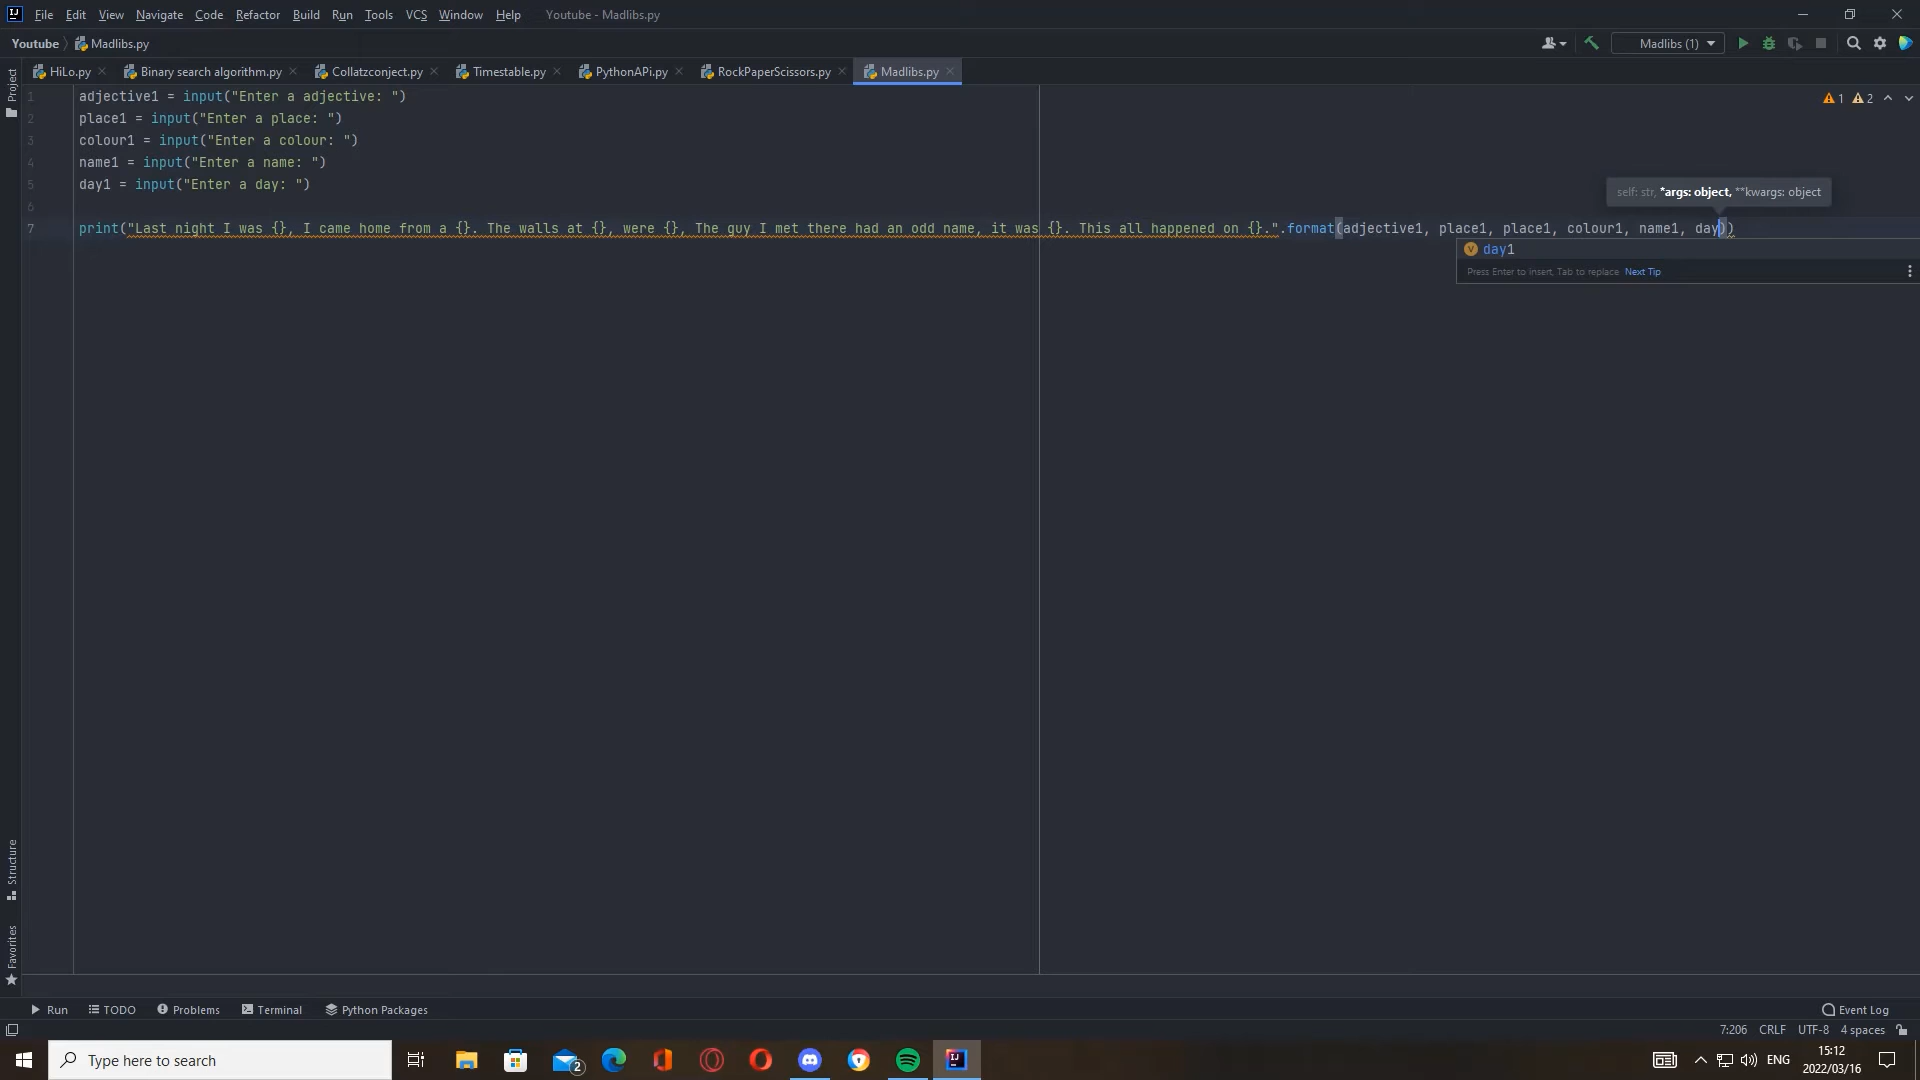 File Edit View Navigate Code Refactor Build Run Tools VCS Window Help Youtube - Madlibs.py
Youtube Madlibs.py Madlibs (1)
HiLo.py Binary search algorithm.py Collatzconject.py Timestable.py PythonAPi.py RockPaperScissors.py Madlibs.py
Project
1 adjective1 = input("Enter a adjective: ") 1 2
2 place1 = input("Enter a place: ")
3 colour1 = input("Enter a colour: ")
4 name1 = input("Enter a name: ")
5 day1 = input("Enter a day: ")
self: str, *args: object, **kwargs: object
6
7 print("Last night I was {}, I came home from a {}. The walls at {}, were {}, The guy I met there had an odd name, it was {}. This all happened on {}.".format(adjective1, place1, place1, colour1, name1, day))
V day1
Press Enter to insert, Tab to replace Next Tip
Structure
Favorites
Run TODO Problems Terminal Python Packages Event Log
7:206 CRLF UTF-8 4 spaces
Type here to search 2 IJ ENG 15:12
2022/03/16